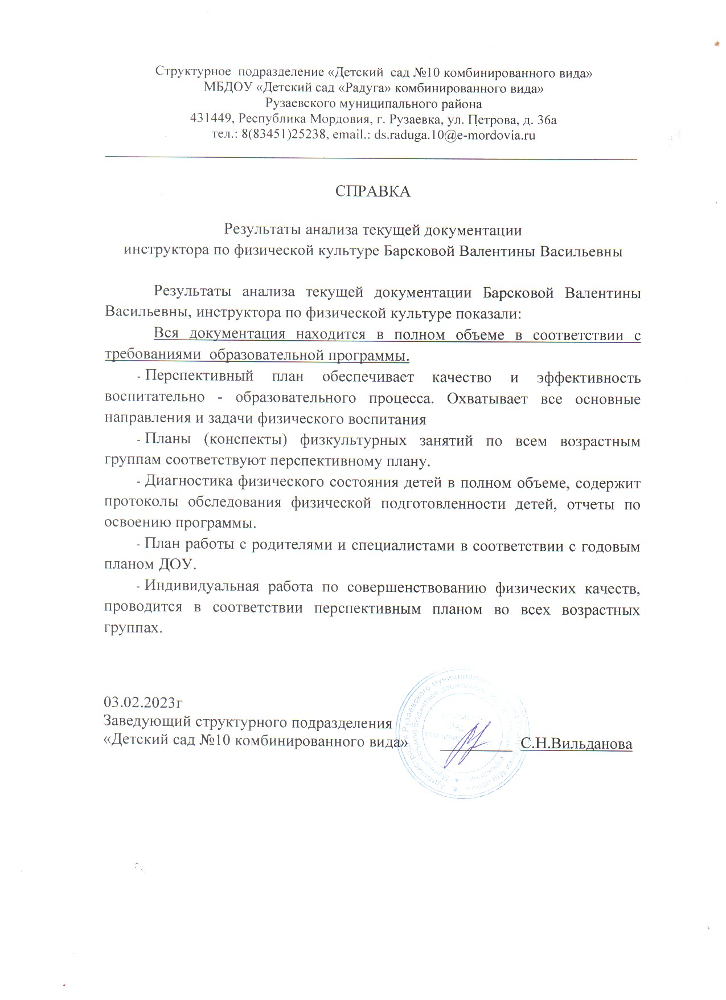 Структурное подразделение «Детский сад №10 комбинированного вида»
МБДОУ «Детский сад «Радуга» комбинированного вида»
Рузаевского муниципального района
431449, Республика Мордовия, г. Рузаевка, ул. Петрова, д. 36а
тел.: 8(83451)25238, email.: ds.raduga.10@e-mordovia.ru
СПРАВКА
Результаты анализа текущей документации
инструктора по физической культуре Барсковой Валентины Васильевны
Результаты анализа текущей документации Барсковой Валентины
Васильевны, инструктора по физической культуре показали:
Вся документация находится в полном объеме в соответствии с
требованиями образовательной программы.
- Перспективный план обеспечивает качество и эффективность
воспитательно - образовательного процесса. Охватывает все основные
направления и задачи физического воспитания
- Планы (конспекты) физкультурных занятий по всем возрастным
группам соответствуют перспективному плану.
- Диагностика физического состояния детей в полном объеме, содержит
протоколы обследования физической подготовленности детей, отчеты по
освоению программы.
- План работы с родителями и специалистами в соответствии с годовым
планом ДОУ.
- Индивидуальная работа по совершенствованию физических качеств,
проводится в соответствии перспективным планом во всех возрастных
группах.
03.02.2023г
Заведующий структурного подразделения
«Детский сад №10 комбинированного вида» С.Н.Вильданова